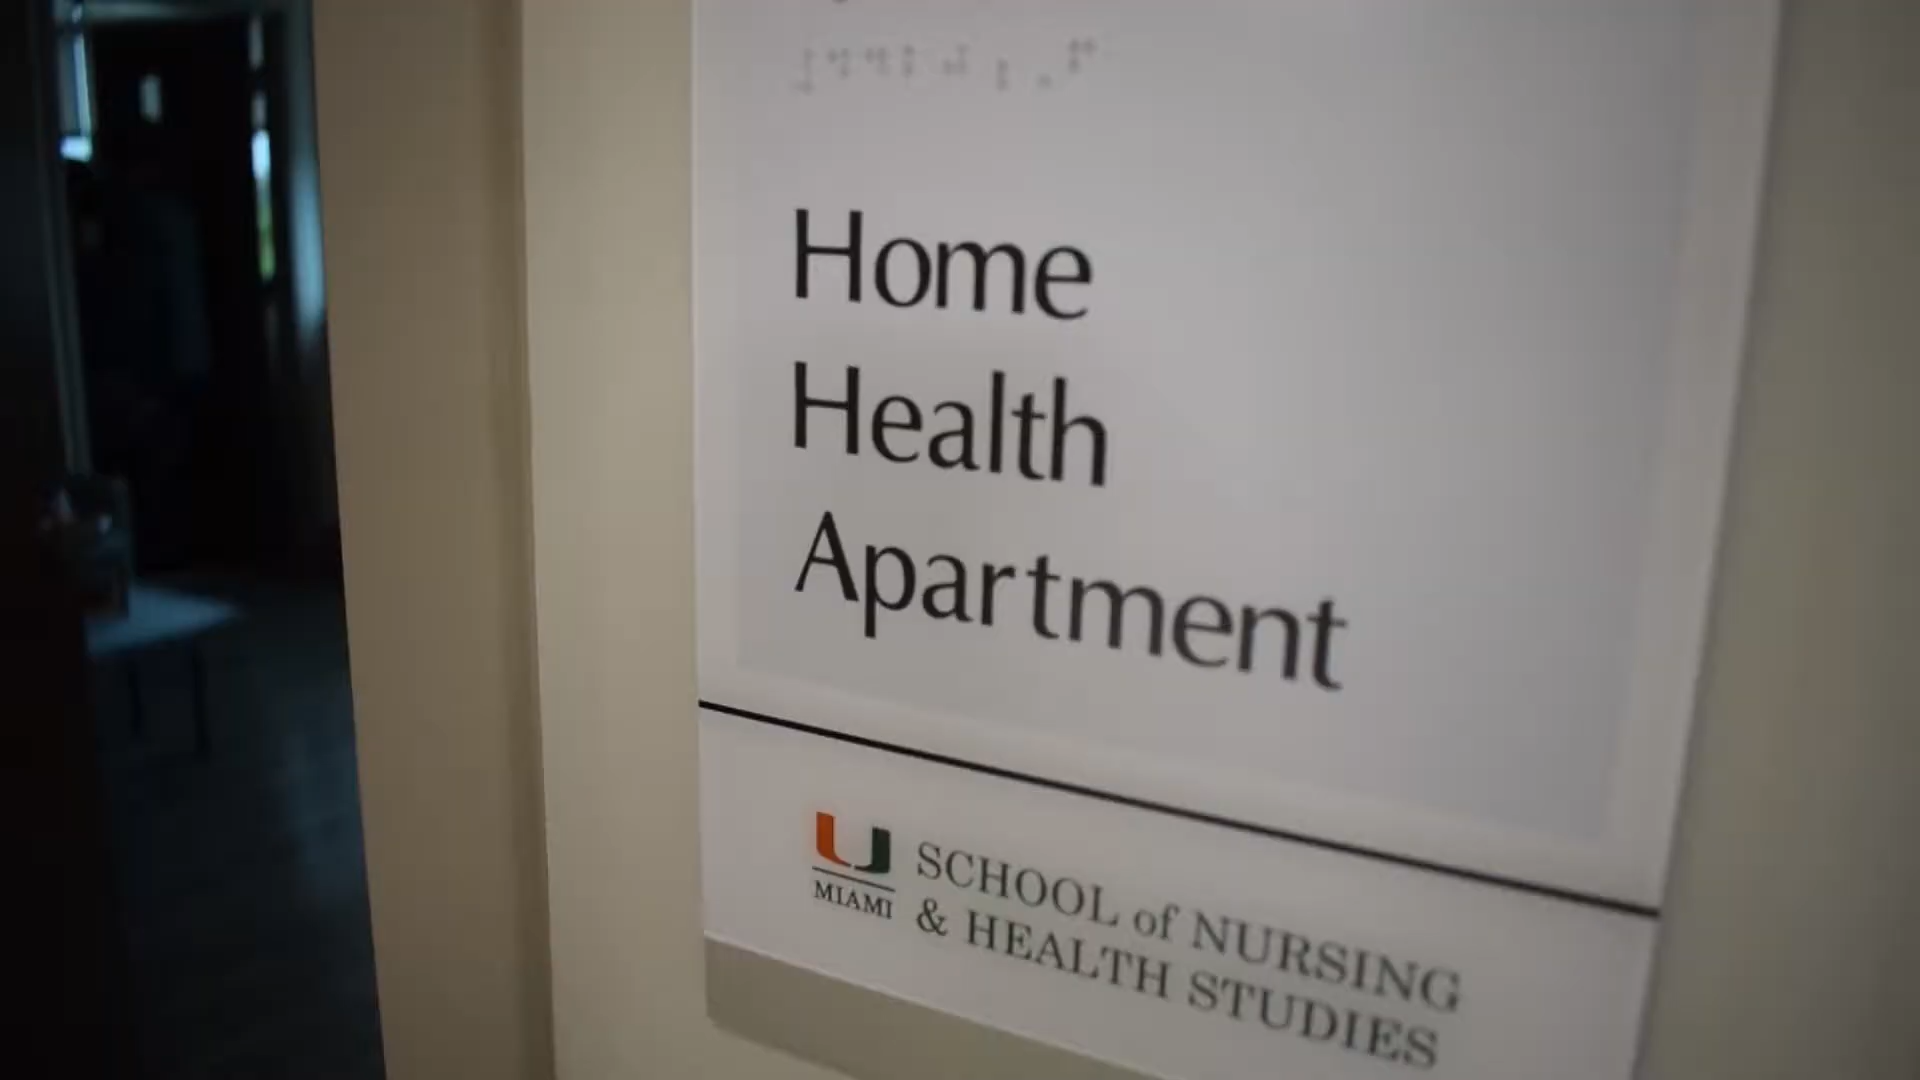 Home
Health
Apartment
MIAMI
SCHOOL of NURSING
& HEALTH STUDIES